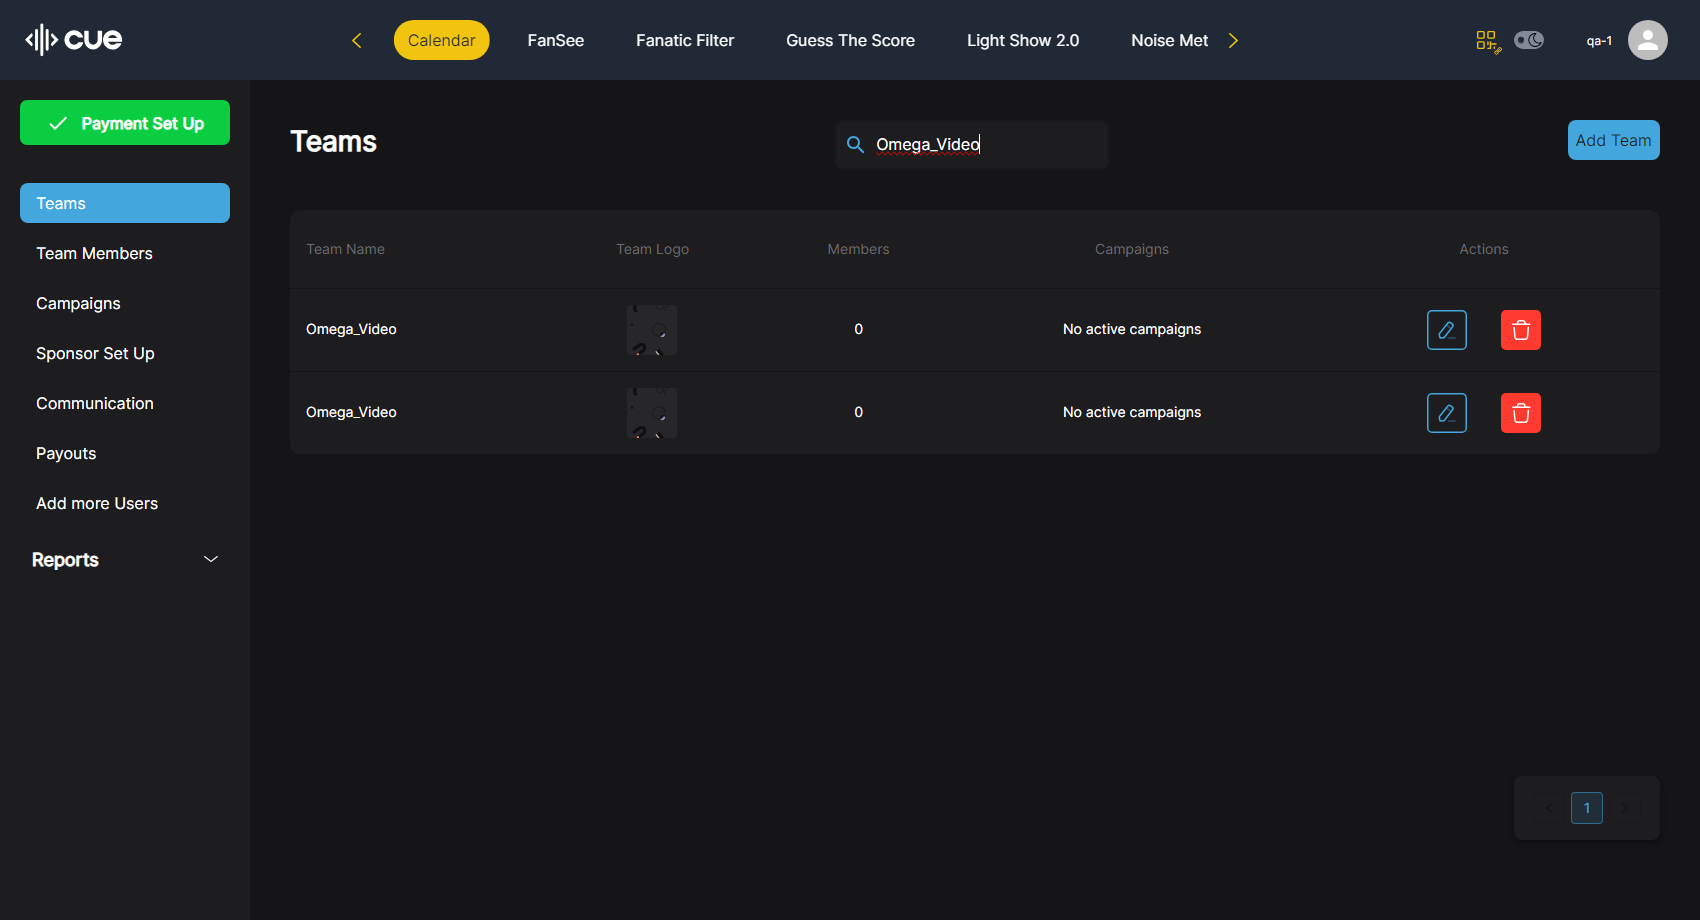 cue
Calendar
FanSee
Fanatic Filter
Guess The Score
Light Show 2.0
Noise Met
qa-1
Payment Set Up
Teams
Team Members
Campaigns
Sponsor Set Up
Communication
Payouts
Add more Users
Reports
Teams
Omega_Video
Add Team
Team Name Team Logo Members Campaigns Actions
Omega_Video 0 No active campaigns
Omega_Video 0 No active campaigns
1